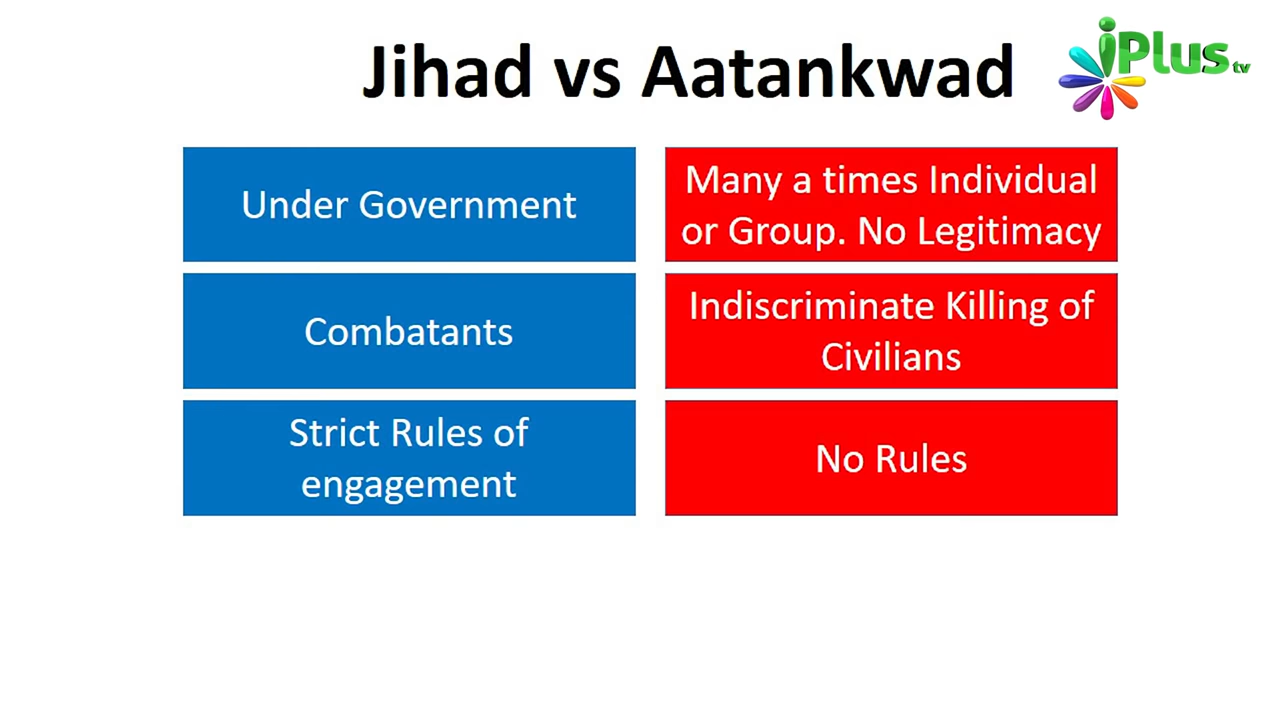 Jihad vs Aatankwad
iPlus tv
Under Government
Many a times Individual
or Group. No Legitimacy
Combatants
Indiscriminate Killing of
Civilians
Strict Rules of
engagement
No Rules